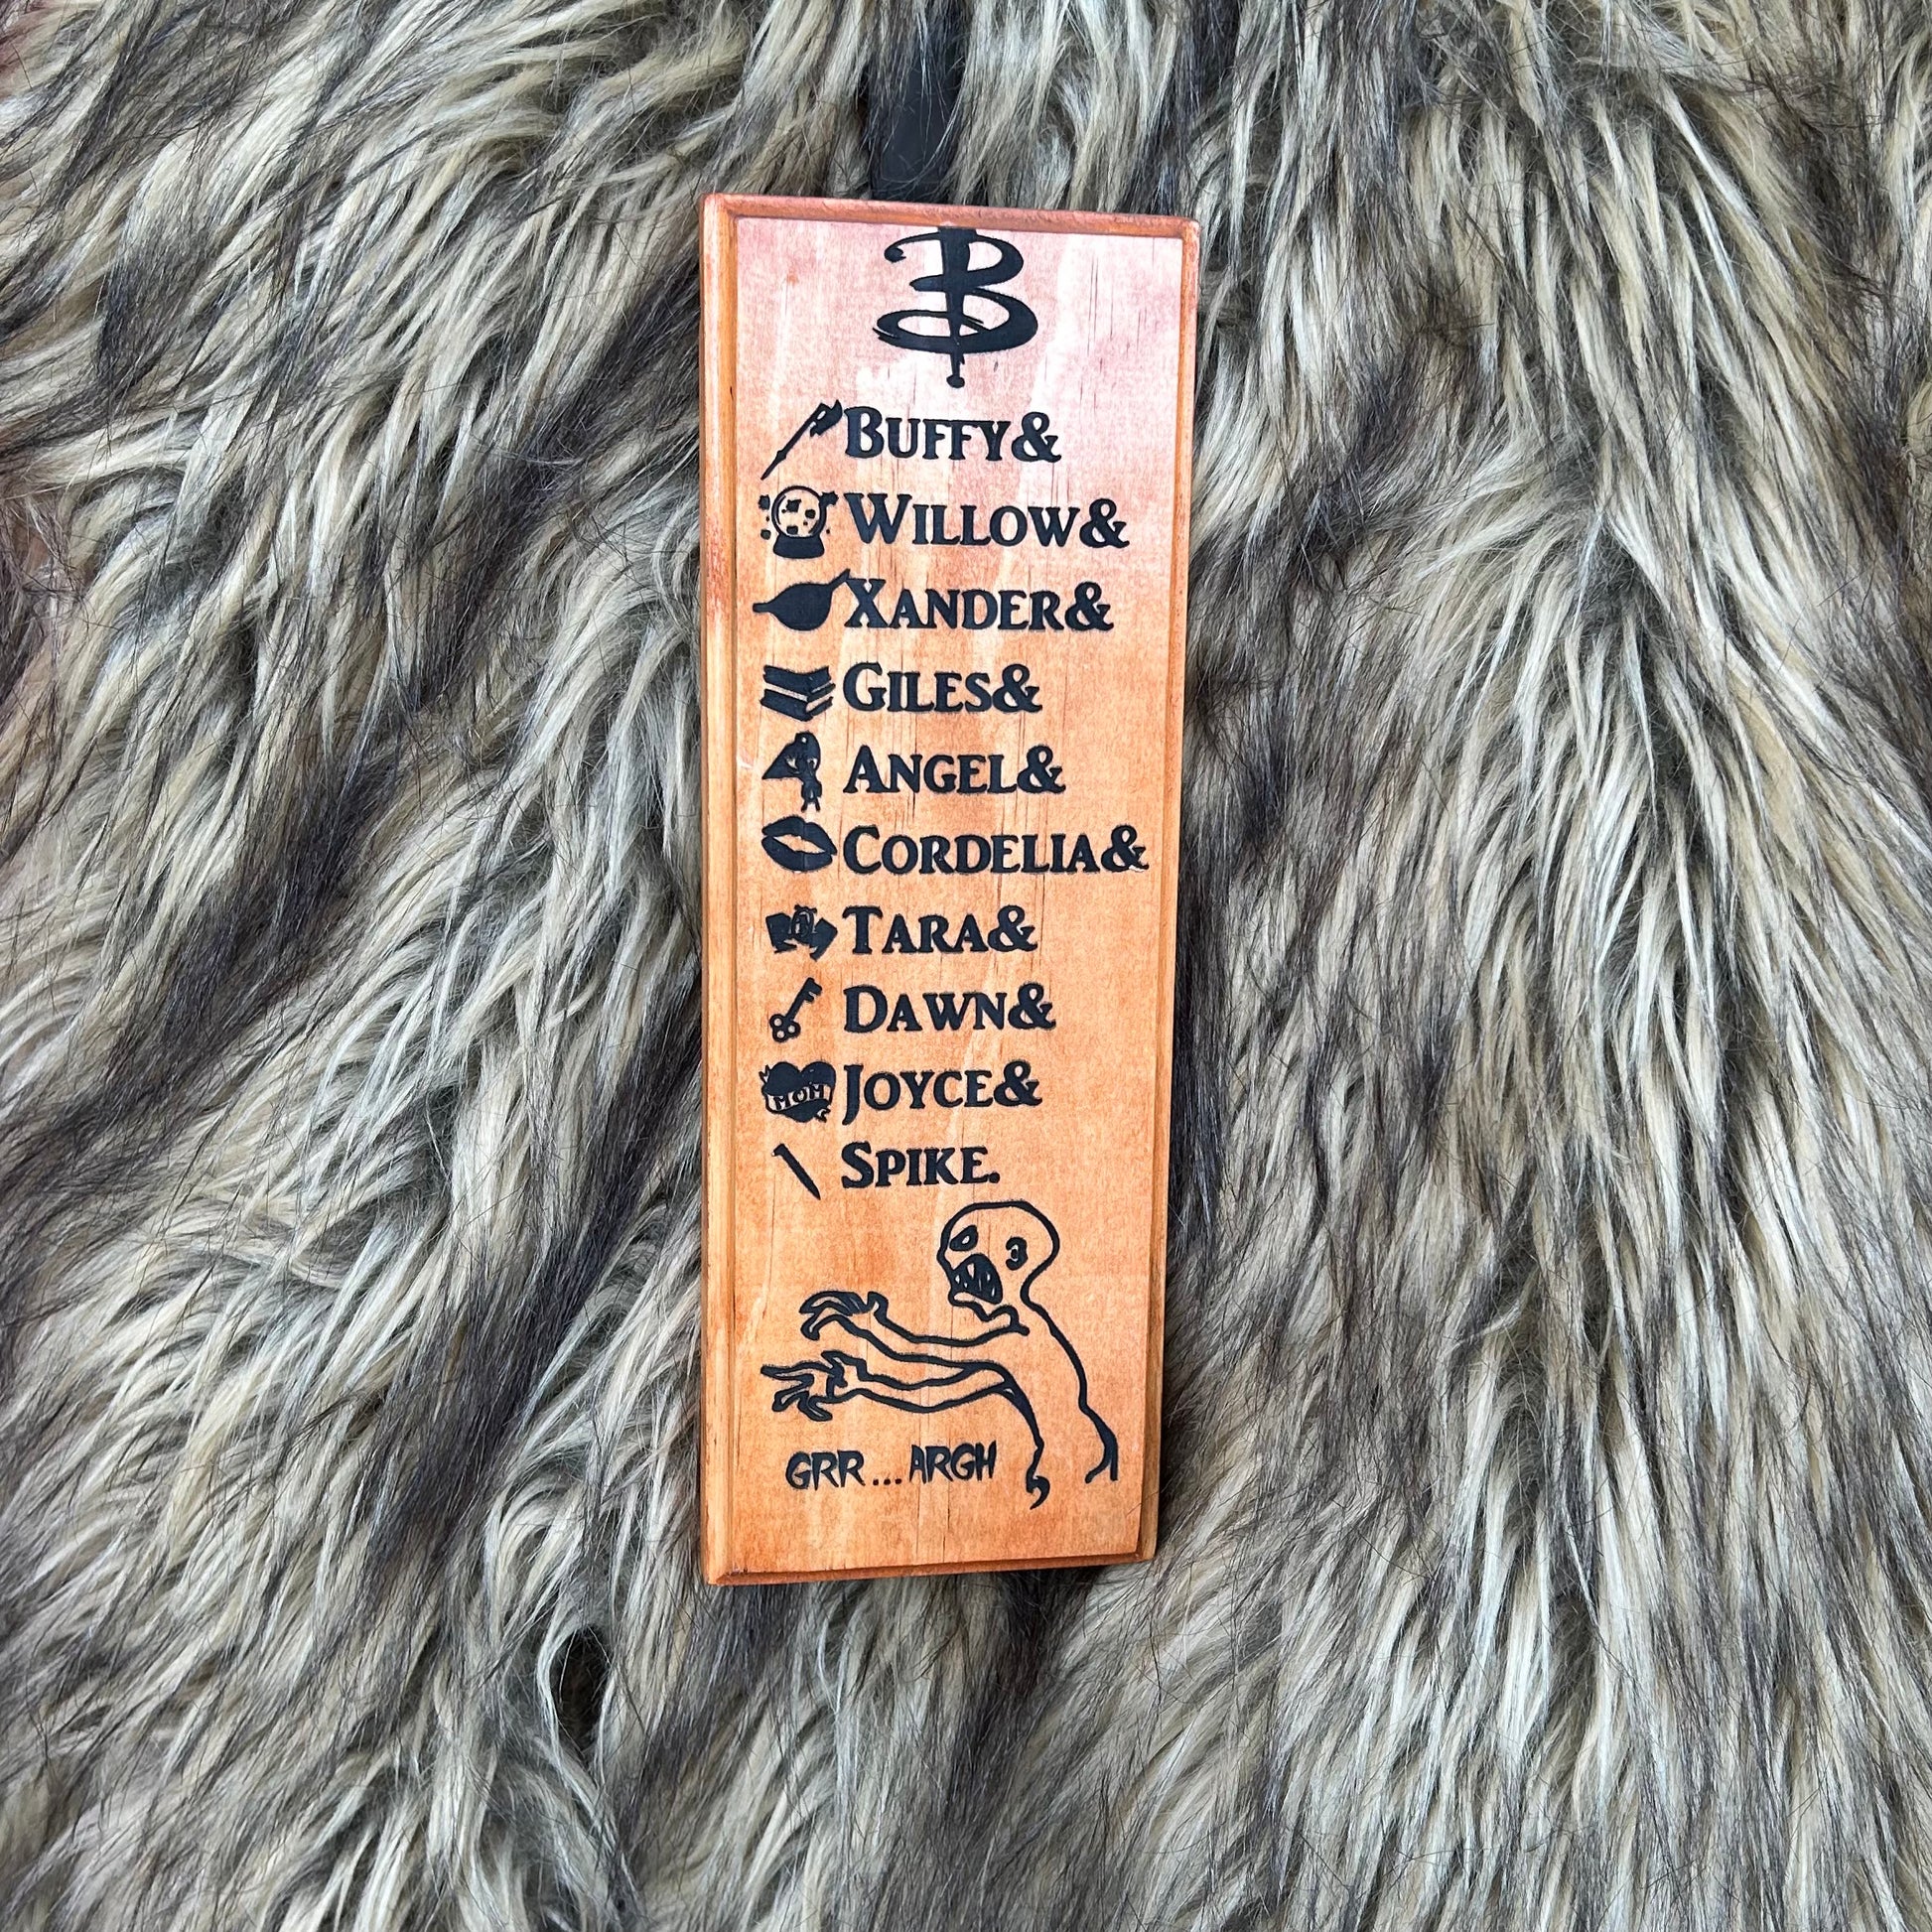 B
BUFFY&
WILLOW&
XANDER&
GILES&
ANGEL&
CORDELIA&
TARA&
DAWN&
MOM JOYCE&
SPIKE.
GRR...ARGH